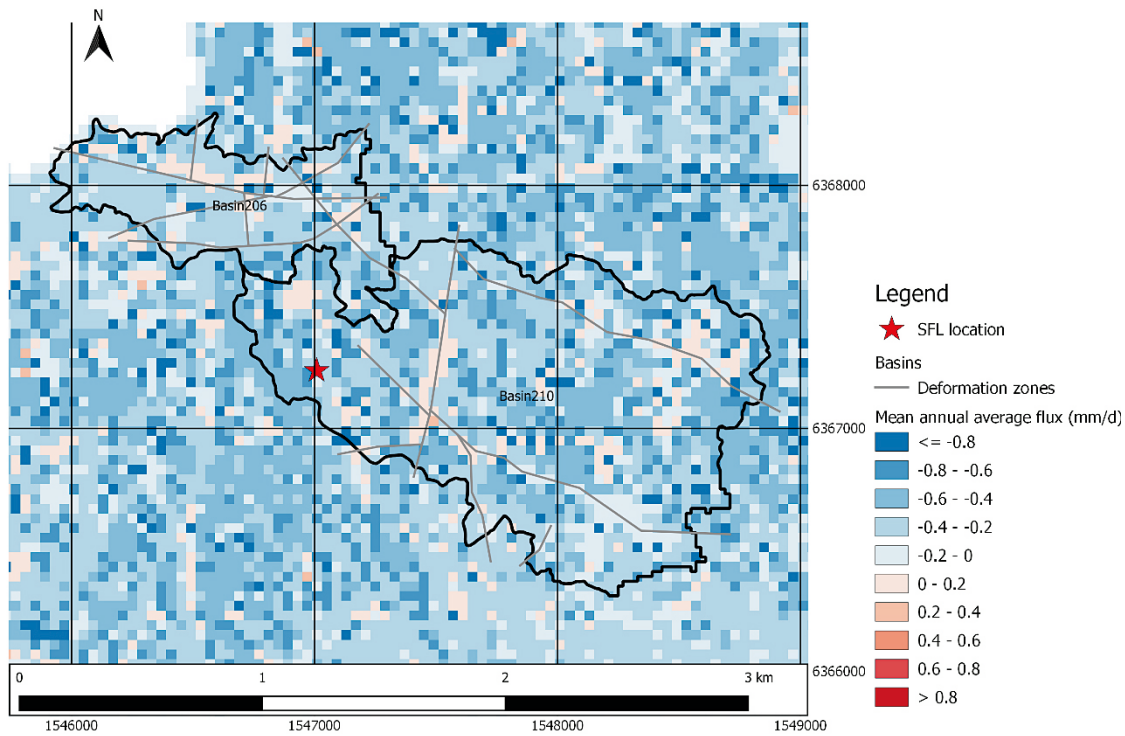 N
Basin206
6368000
Basin210
6367000
6366000
0
1
2
3 km
1546000
1547000
1548000
1549000
Legend
SFL location
Basins
Deformation zones
Mean annual average flux (mm/d)
<= -0.8
-0.8 - -0.6
-0.6 - -0.4
-0.4 - -0.2
-0.2 - 0
0 - 0.2
0.2 - 0.4
0.4 - 0.6
0.6 - 0.8
> 0.8